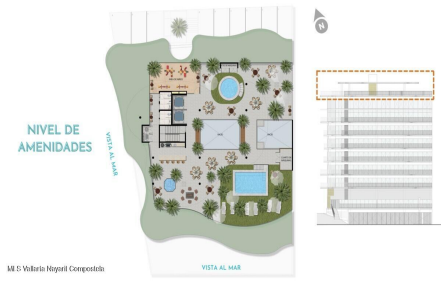 N
NIVEL DE
AMENIDADES
VISTA AL MAR
VISTA AL MAR
MLS Vallarta Nayarit Compostela